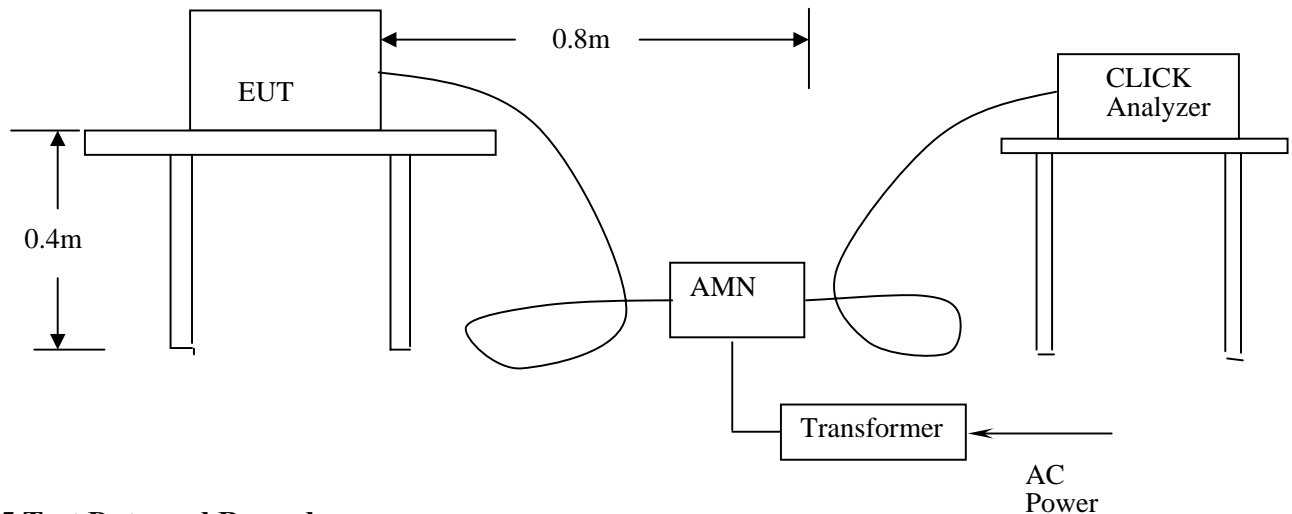 0.8m
EUT
CLICK
Analyzer
0.4m
AMN
Transformer
AC
Power